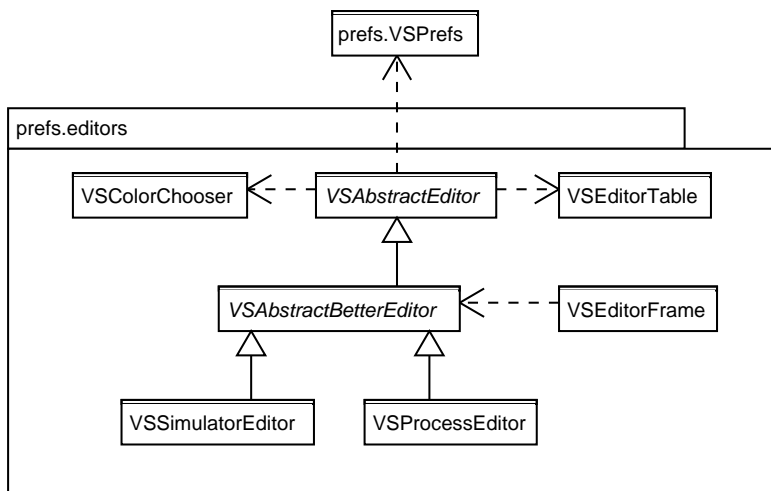 prefs.VSPrefs
prefs.editors
VSColorChooser
VSAbstractEditor
VSEditorTable
VSAbstractBetterEditor
VSEditorFrame
VSSimulatorEditor
VSProcessEditor